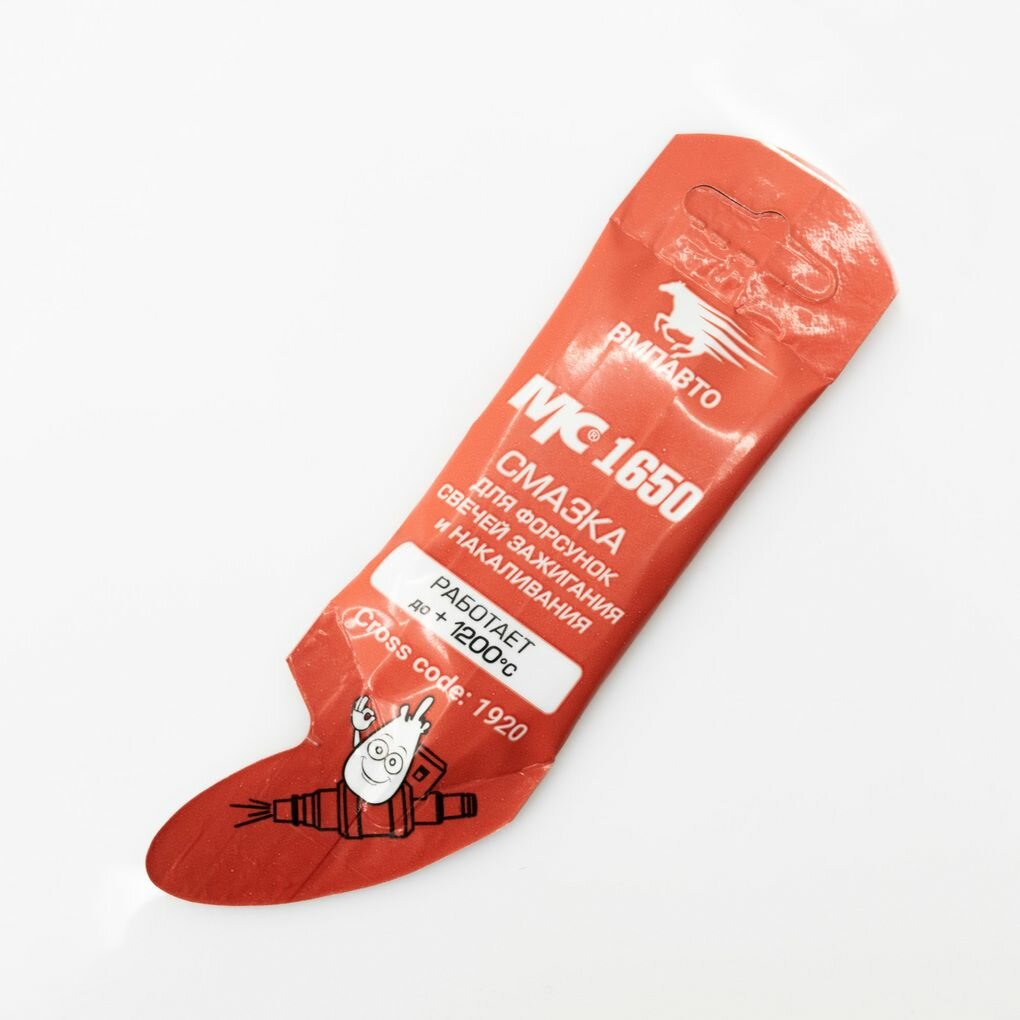 ВМПАВТО
МС® 1650
СМАЗКА
ДЛЯ ФОРСУНОК
СВЕЧЕЙ ЗАЖИГАНИЯ
И НАКАЛИВАНИЯ
РАБОТАЕТ
до + 1200°С
Cross code: 1920